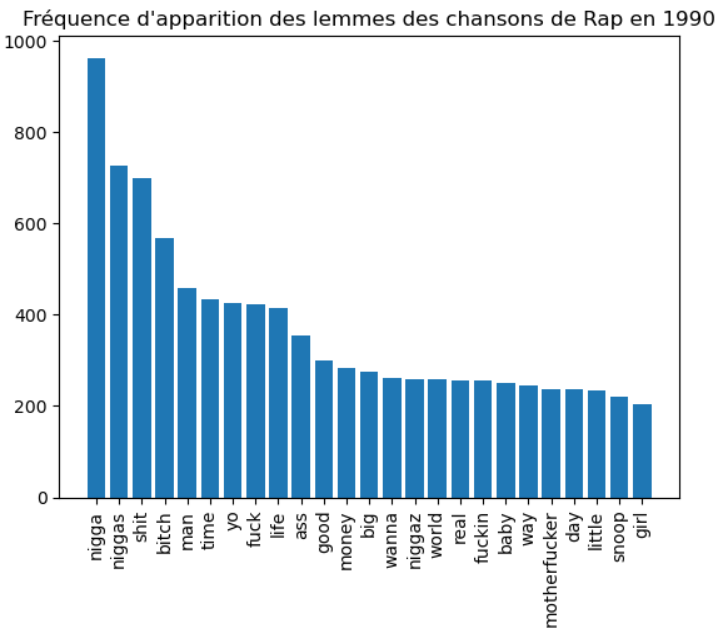 Fréquence d'apparition des lemmes des chansons de Rap en 1990
1000
800
600
400
200
0
nigga
niggas
shit
bitch
man
time
yo
fuck
life
ass
good
money
big
wanna
niggaz
world
real
fuckin
baby
way
motherfucker
day
little
snoop
girl